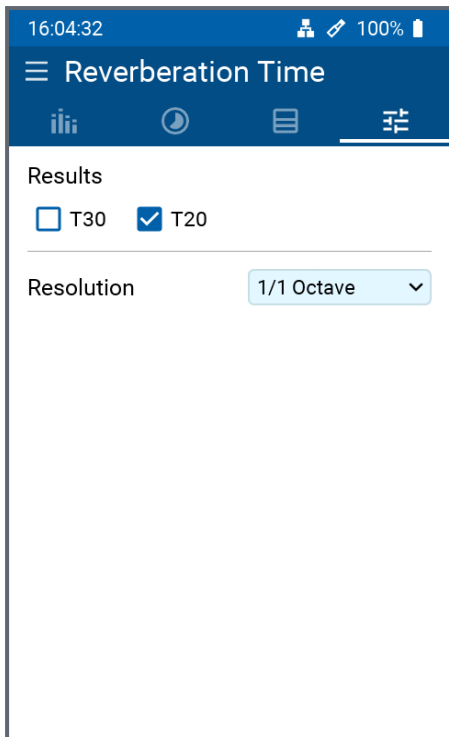 16:04:32 100%
Reverberation Time
Results
T30 T20
Resolution 1/1 Octave